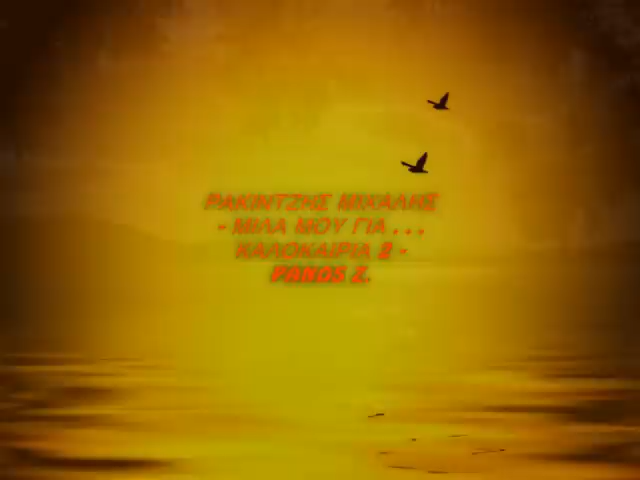 ΡΑΚΙΝΤΖΗΣ ΜΙΧΑΛΗΣ
- ΜΙΛΑ ΜΟΥ ΓΙΑ . . .
ΚΑΛΟΚΑΙΡΙΑ 2 -
PANOS Z.